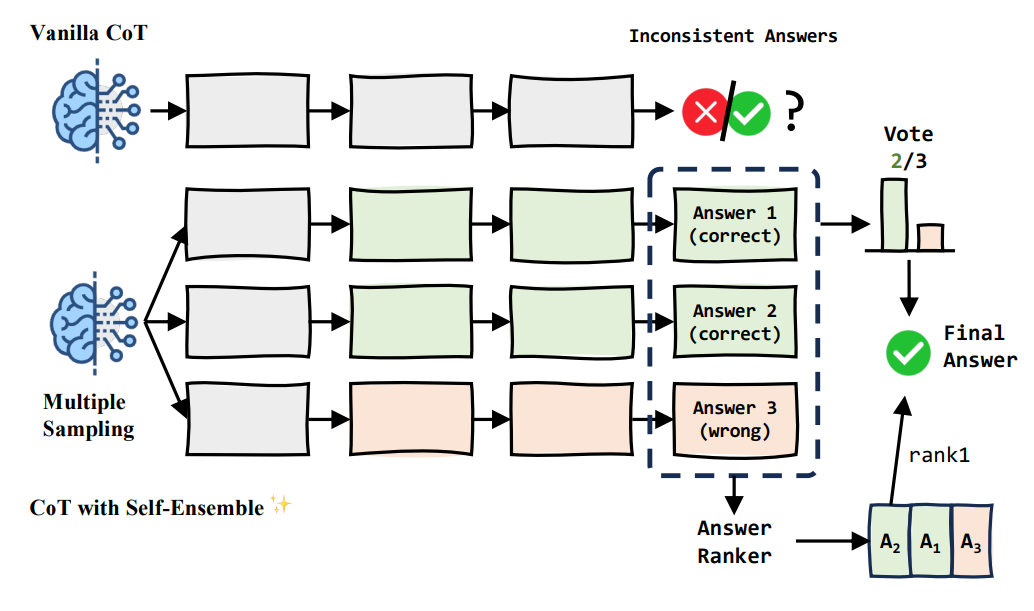 Vanilla CoT
Inconsistent Answers
?
Vote
2/3
Answer 1
(correct)
Answer 2
(correct)
Final
Answer
Multiple
Sampling
Answer 3
(wrong)
rank1
CoT with Self-Ensemble ✨
Answer
Ranker
A₂ A₁ A₃